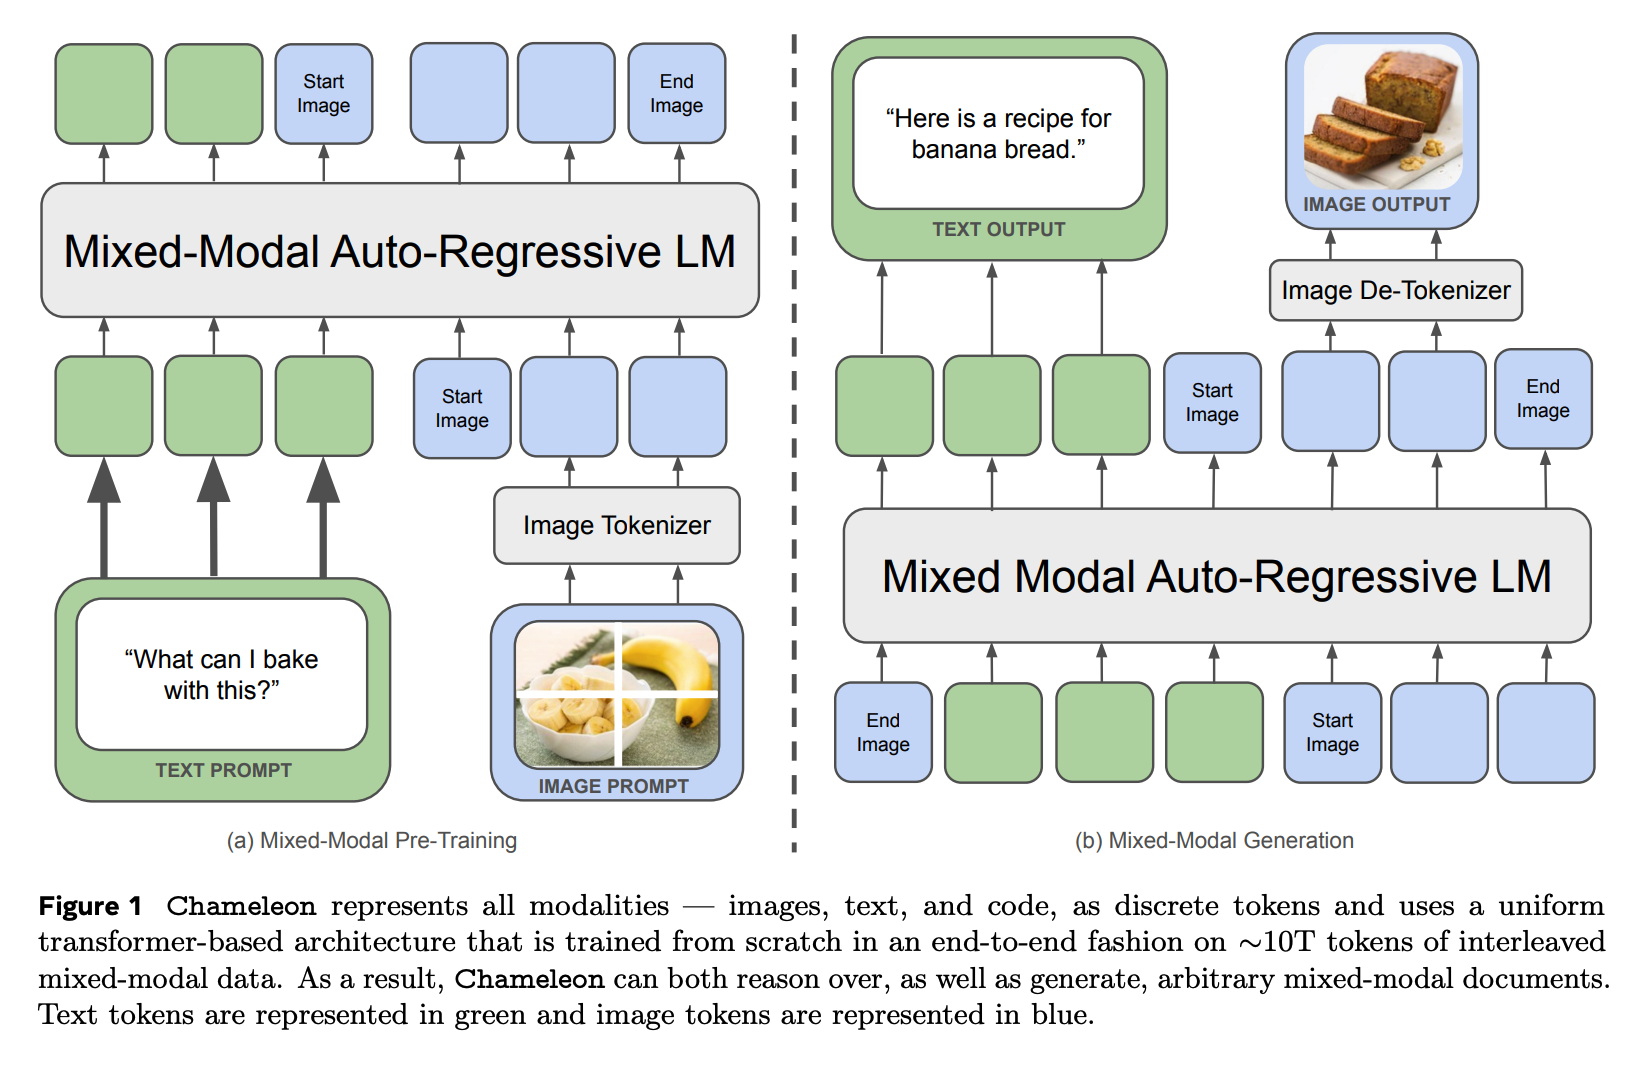 Start
Image
End
Image
Mixed-Modal Auto-Regressive LM
Start
Image
Image Tokenizer
“What can I bake
with this?”
TEXT PROMPT
IMAGE PROMPT
(a) Mixed-Modal Pre-Training
“Here is a recipe for
banana bread.”
TEXT OUTPUT
IMAGE OUTPUT
Image De-Tokenizer
Start
Image
End
Image
Mixed Modal Auto-Regressive LM
End
Image
Start
Image
(b) Mixed-Modal Generation
Figure 1 Chameleon represents all modalities — images, text, and code, as discrete tokens and uses a uniform
transformer-based architecture that is trained from scratch in an end-to-end fashion on ∼10T tokens of interleaved
mixed-modal data. As a result, Chameleon can both reason over, as well as generate, arbitrary mixed-modal documents.
Text tokens are represented in green and image tokens are represented in blue.